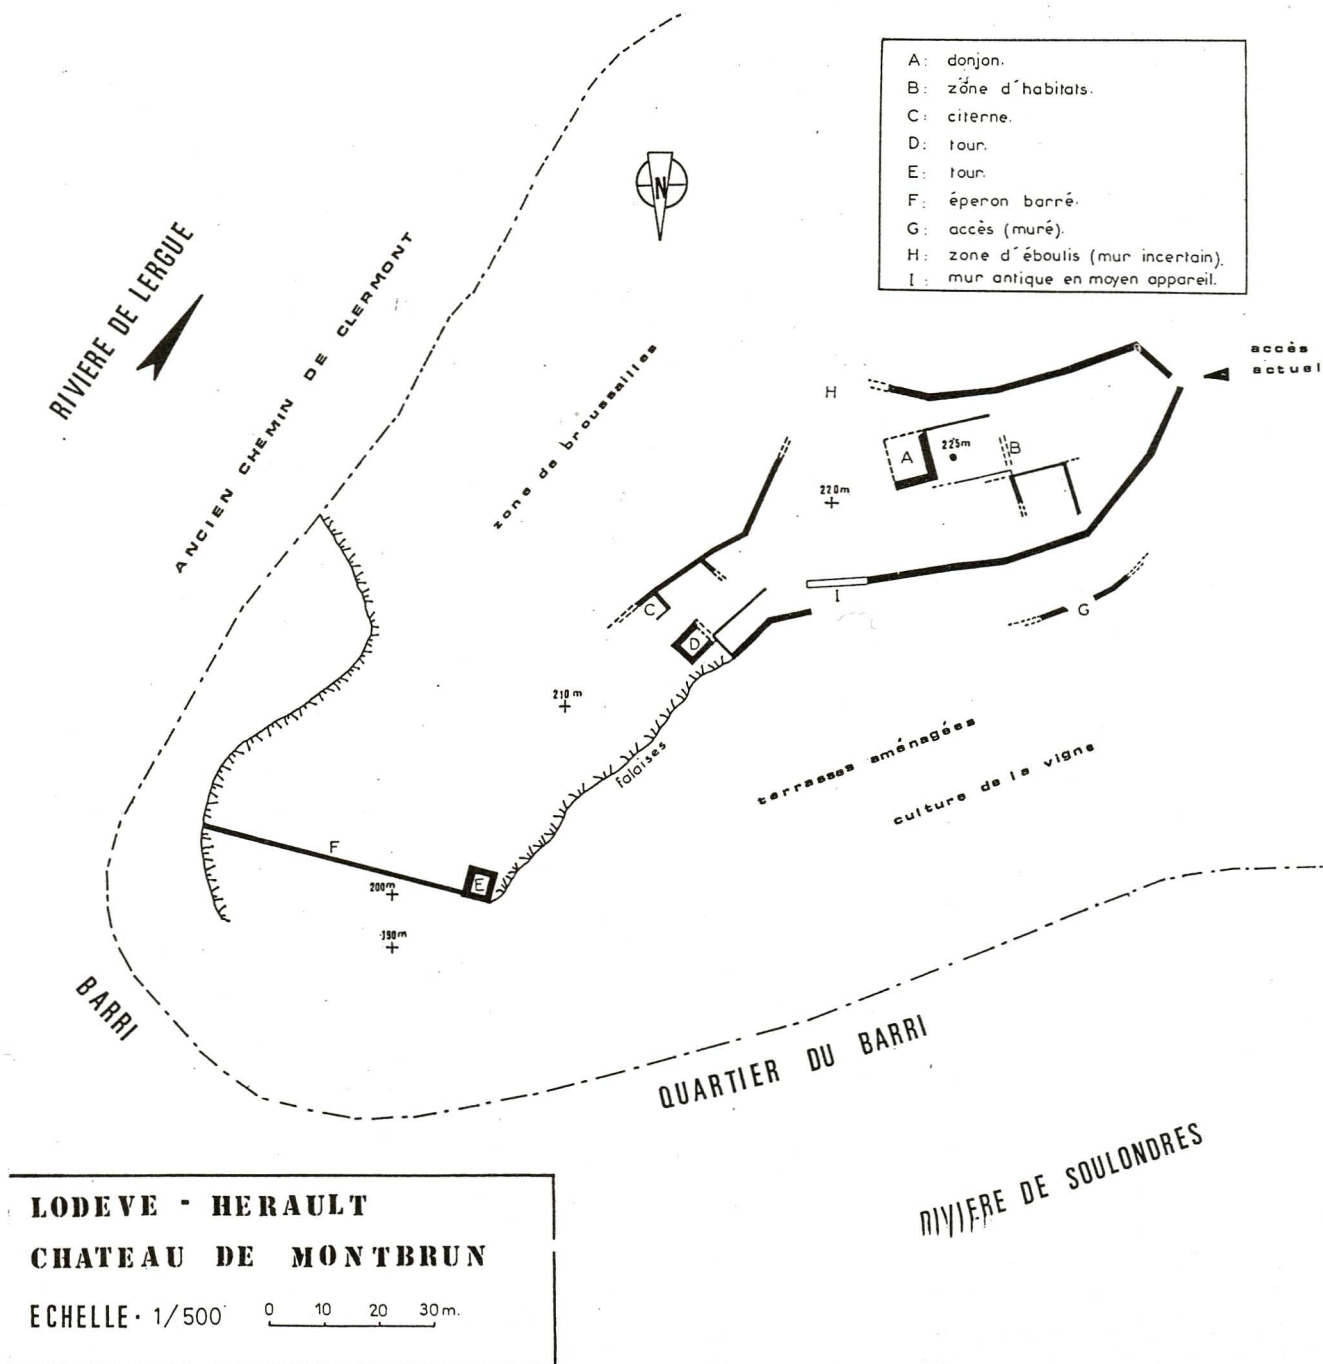 A: donjon.
B: zône d'habitats.
C: citerne.
D: tour.
E: tour.
F: éperon barré.
G: accès (muré).
H: zone d'éboulis (mur incertain).
I: mur antique en moyen appareil.
N
RIVIERE DE LERGUE
ANCIEN CHEMIN DE CLERMONT
zone de broussailles
accès
actuel
H
A
225m
B
220m
I
G
C
D
210m
falaises
terrasses aménagées
culture de la vigne
F
E
200m
190m
BARRI
QUARTIER DU BARRI
RIVIERE DE SOULONDRES
LODEVE - HERAULT
CHATEAU DE MONTBRUN
ECHELLE · 1/500 0 10 20 30m.